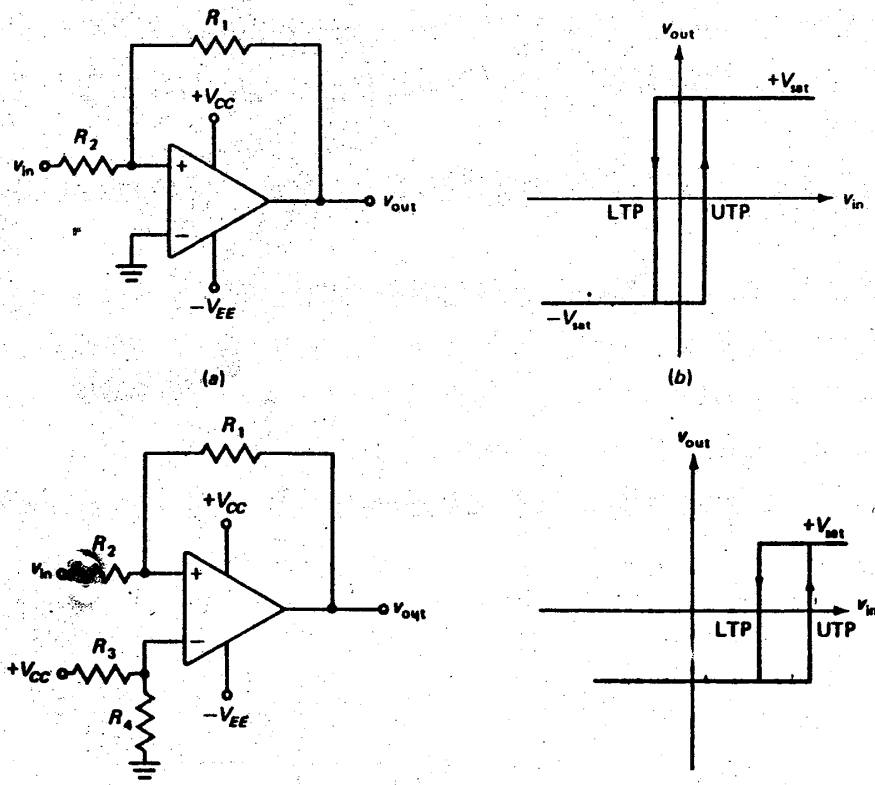 R1
+VCC
R2
vin
+
−
vout
−VEE
(a)
vout
+Vsat
LTP
UTP
vin
−Vsat
(b)
R1
+VCC
R2
vin
+
−
vout
R3
+VCC
R4
−VEE
vout
+Vsat
vin
LTP
UTP